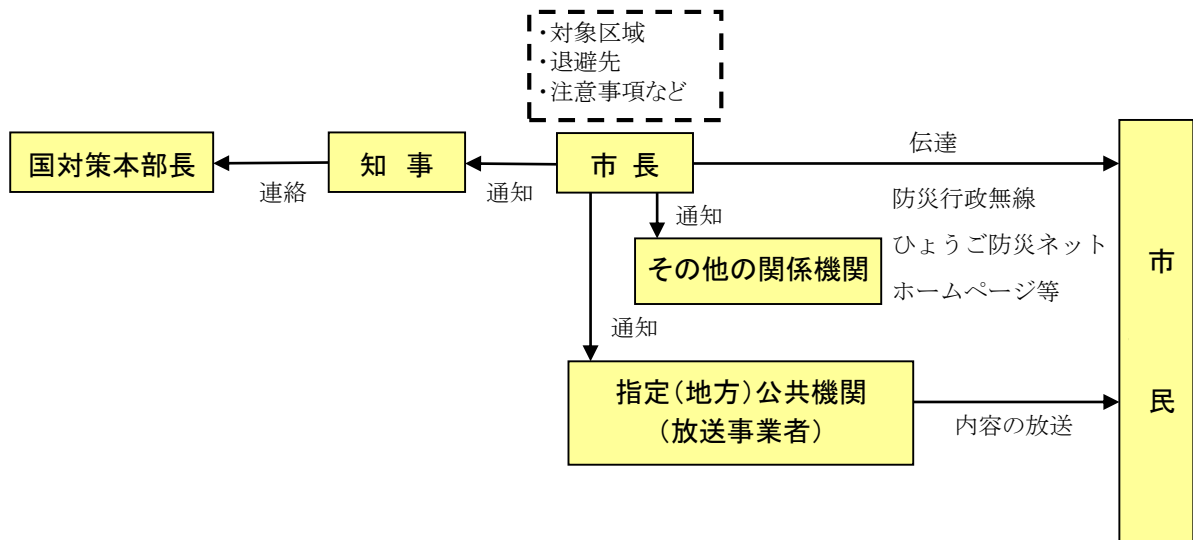 ・対象区域
・退避先
・注意事項など
国対策本部長
連絡
知 事
通知
市 長
伝達
通知
防災行政無線
ひょうご防災ネット
ホームページ等
その他の関係機関
通知
指定(地方)公共機関
(放送事業者)
内容の放送
市
民